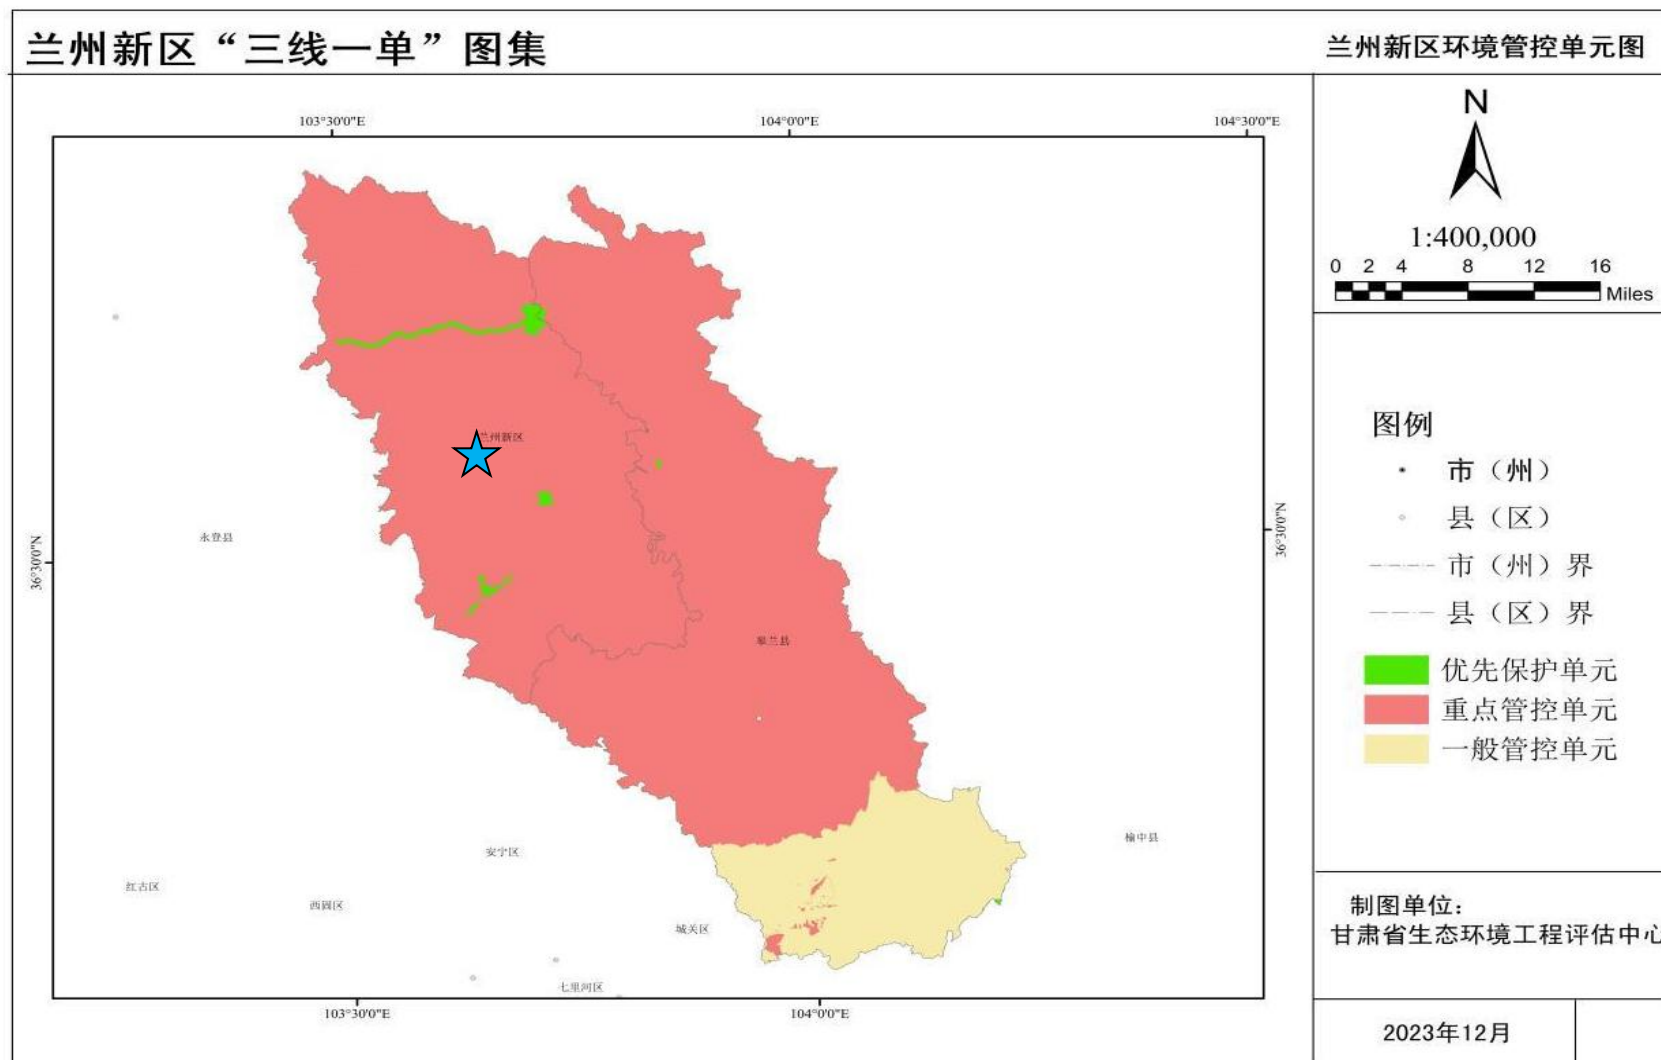 兰州新区“三线一单”图集
兰州新区环境管控单元图
103°30'0"E
104°0'0"E
104°30'0"E
N
1:400,000
0 2 4 8 12 16
Miles
兰州新区
永登县
36°30'0"N
36°30'0"N
皋兰县
榆中县
安宁区
红古区
西固区
城关区
七里河区
103°30'0"E
104°0'0"E
图例
市（州）
县（区）
市（州）界
县（区）界
优先保护单元
重点管控单元
一般管控单元
制图单位：
甘肃省生态环境工程评估中心
2023年12月